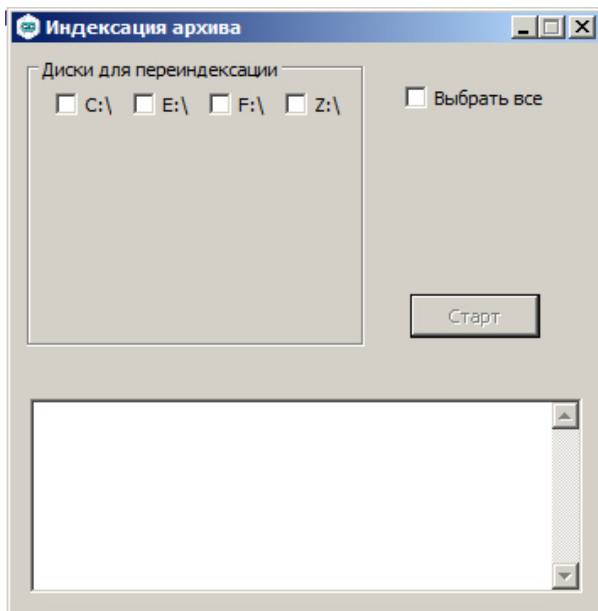 Индексация архива
Диски для переиндексации
C:\ E:\ F:\ Z:\
Выбрать все
Старт